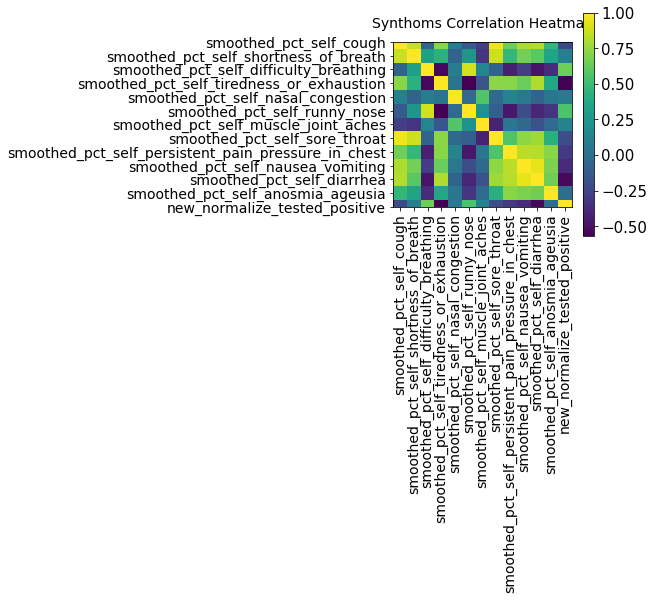 Synthoms Correlation Heatma
smoothed_pct_self_cough
smoothed_pct_self_shortness_of_breath
smoothed_pct_self_difficulty_breathing
smoothed_pct_self_tiredness_or_exhaustion
smoothed_pct_self_nasal_congestion
smoothed_pct_self_runny_nose
smoothed_pct_self_muscle_joint_aches
smoothed_pct_self_sore_throat
smoothed_pct_self_persistent_pain_pressure_in_chest
smoothed_pct_self_nausea_vomiting
smoothed_pct_self_diarrhea
smoothed_pct_self_anosmia_ageusia
new_normalize_tested_positive
smoothed_pct_self_cough
smoothed_pct_self_shortness_of_breath
smoothed_pct_self_difficulty_breathing
smoothed_pct_self_tiredness_or_exhaustion
smoothed_pct_self_nasal_congestion
smoothed_pct_self_runny_nose
smoothed_pct_self_muscle_joint_aches
smoothed_pct_self_sore_throat
smoothed_pct_self_persistent_pain_pressure_in_chest
smoothed_pct_self_nausea_vomiting
smoothed_pct_self_diarrhea
smoothed_pct_self_anosmia_ageusia
new_normalize_tested_positive
1.00
0.75
0.50
0.25
0.00
−0.25
−0.50